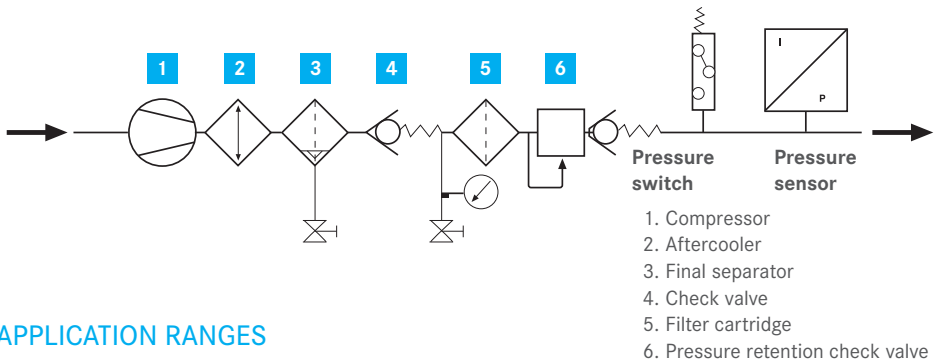 1 2 3 4 5 6
I
P
Pressure switch
Pressure sensor
1. Compressor
2. Aftercooler
3. Final separator
4. Check valve
5. Filter cartridge
6. Pressure retention check valve
APPLICATION RANGES